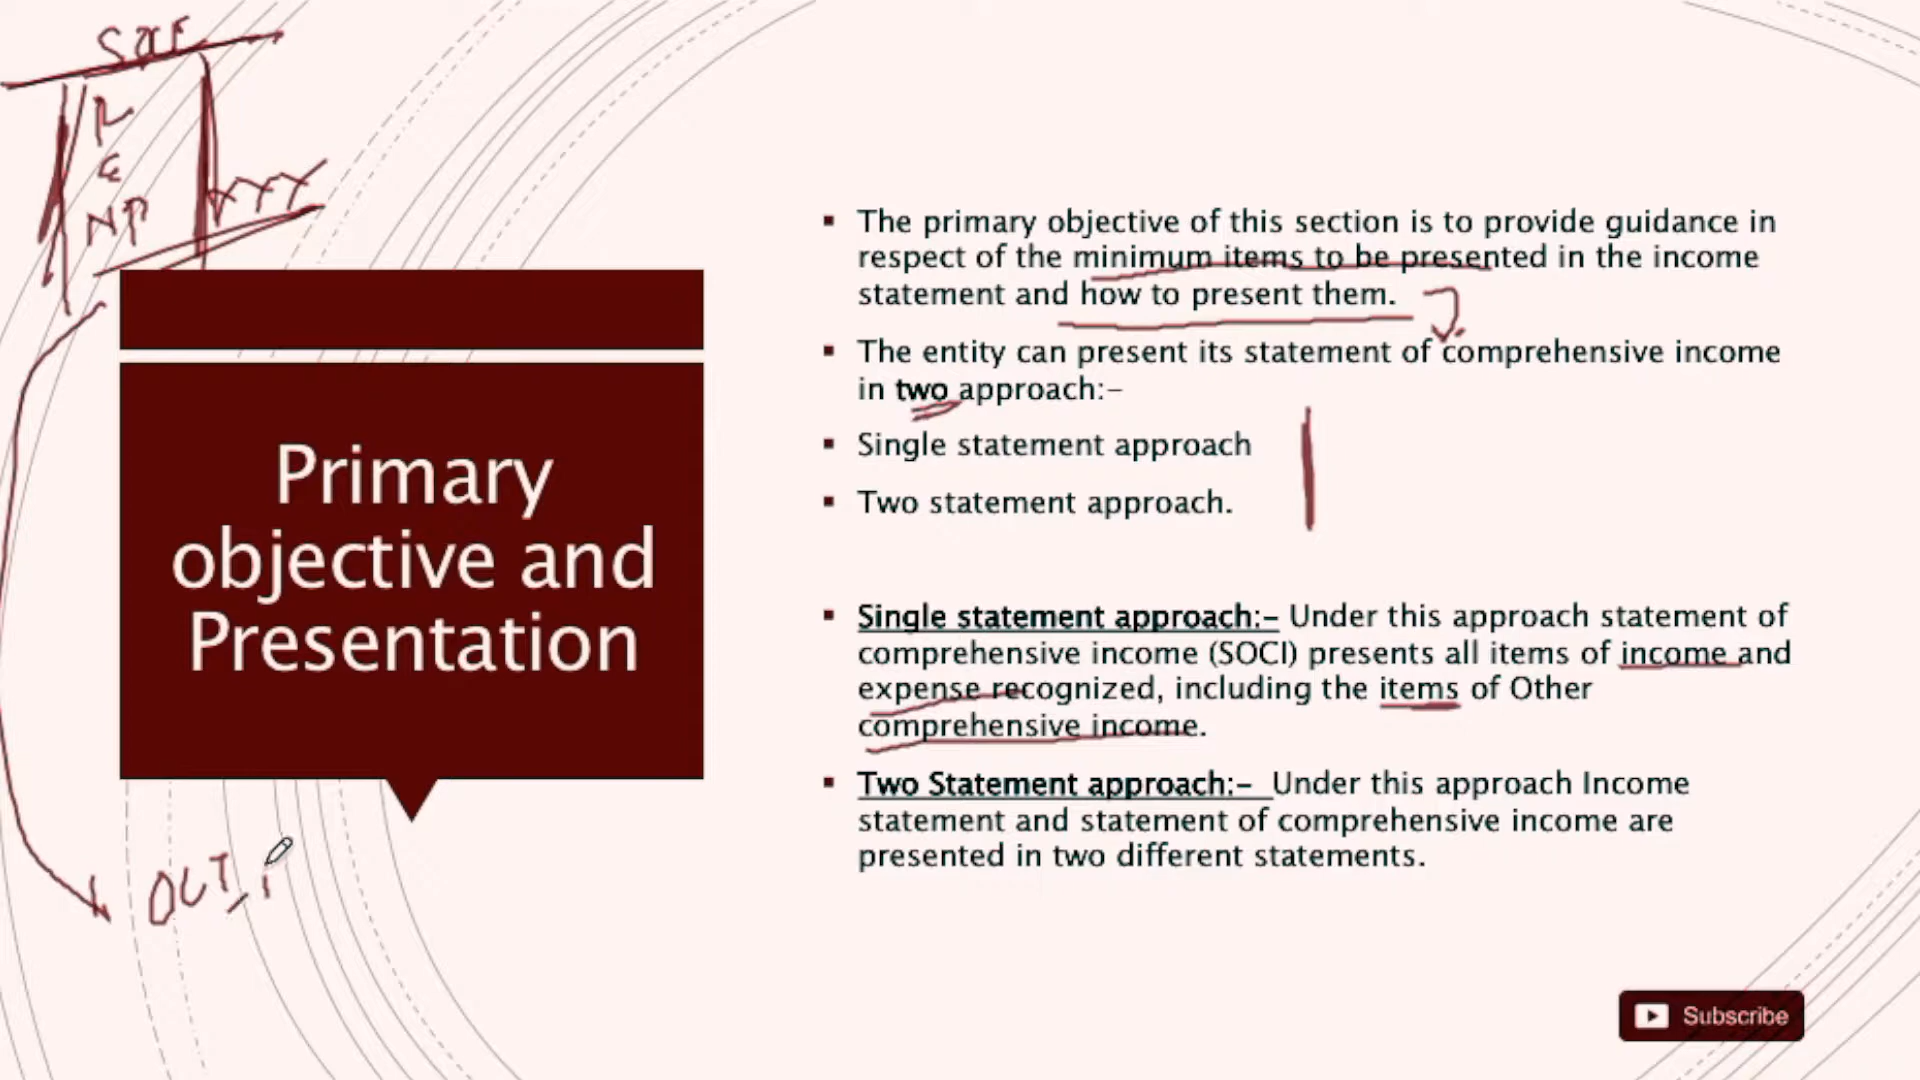 R
E
NP
XXX
Primary
objective and
Presentation
▪ The primary objective of this section is to provide guidance in
respect of the minimum items to be presented in the income
statement and how to present them.
▪ The entity can present its statement of comprehensive income
in two approach:-
▪ Single statement approach
▪ Two statement approach.
▪ Single statement approach:- Under this approach statement of
comprehensive income (SOCI) presents all items of income and
expense recognized, including the items of Other
comprehensive income.
▪ Two Statement approach:- Under this approach Income
statement and statement of comprehensive income are
presented in two different statements.
Subscribe